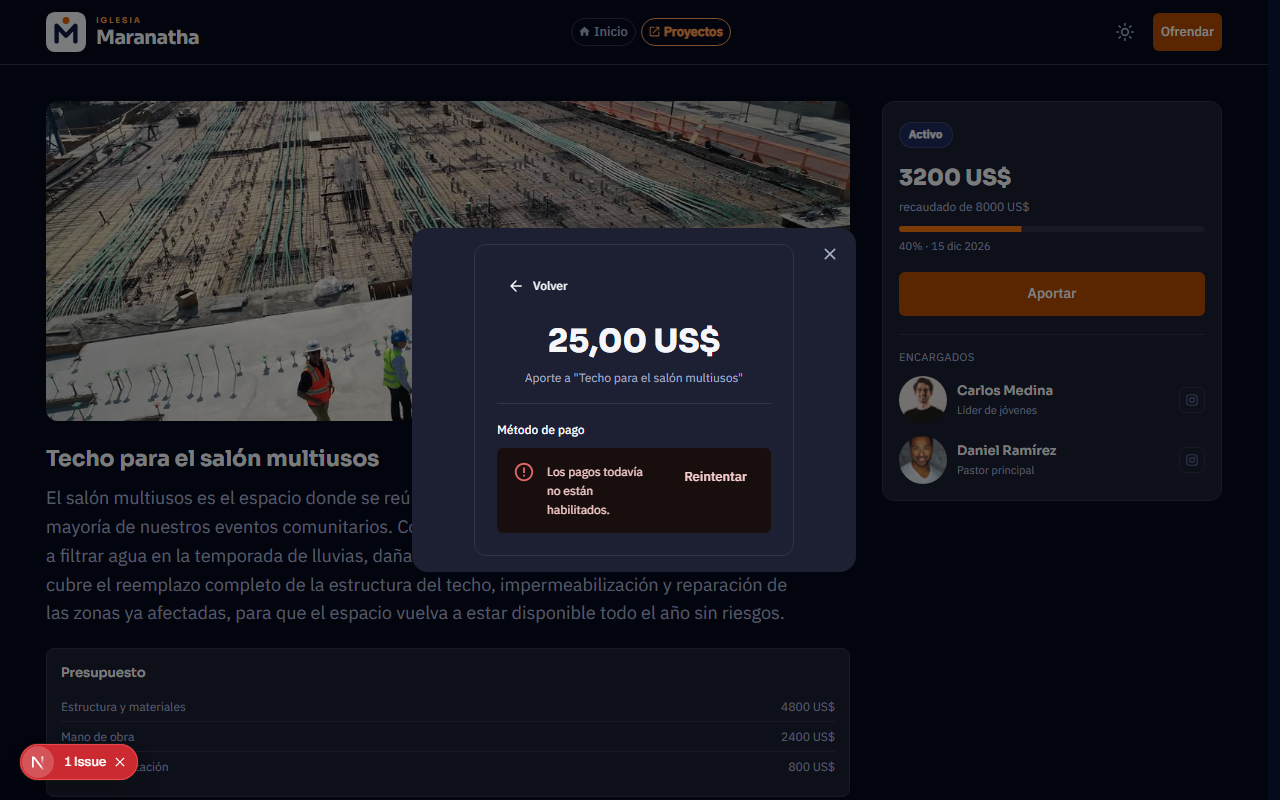 IGLESIA
Maranatha
Inicio
Proyectos
Ofrendar
Activo
3200 US$
recaudado de 8000 US$
40% · 15 dic 2026
Aportar
ENCARGADOS
Carlos Medina
Líder de jóvenes
Daniel Ramírez
Pastor principal
Volver
25,00 US$
Aporte a "Techo para el salón multiusos"
Método de pago
Los pagos todavía
no están
habilitados.
Reintentar
Techo para el salón multiusos
El salón multiusos es el espacio donde se reú
mayoría de nuestros eventos comunitarios.
a filtrar agua en la temporada de lluvias, daña
cubre el reemplazo completo de la estructura del techo, impermeabilización y reparación de
las zonas ya afectadas, para que el espacio vuelva a estar disponible todo el año sin riesgos.
Presupuesto
Estructura y materiales 4800 US$
Mano de obra 2400 US$
ación 800 US$
N 1 Issue